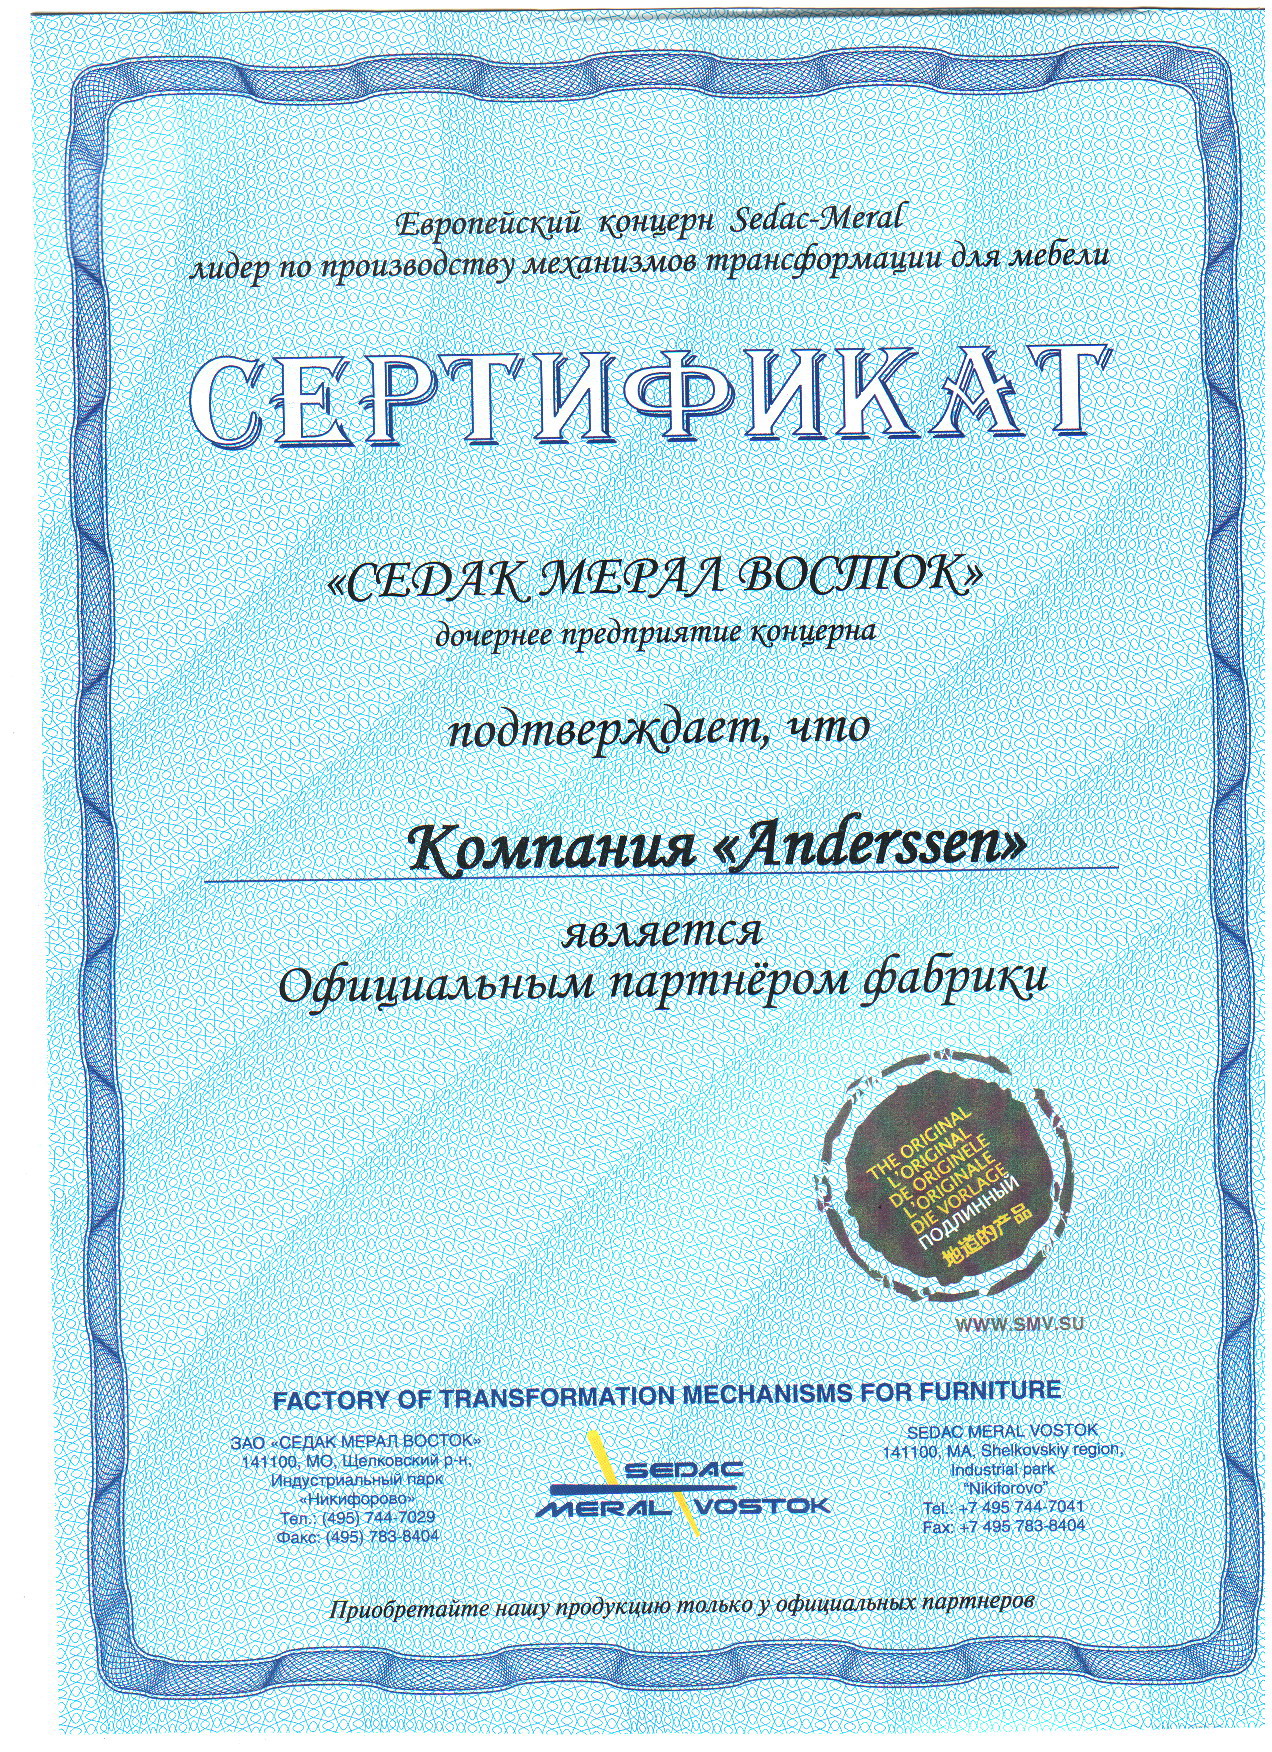 Европейский концерн Sedac-Meral
лидер по производству механизмов трансформации для мебели
СЕРТИФИКАТ
«СЕДАК МЕРАЛ ВОСТОК»
дочернее предприятие концерна
подтверждает, что
Компания «Anderssen»
является
Официальным партнёром фабрики
THE ORIGINAL
L'ORIGINAL
DE ORIGINELE
L'ORIGINALE
DIE VORLAGE
ПОДЛИННЫЙ
地道的产品
WWW.SMV.SU
FACTORY OF TRANSFORMATION MECHANISMS FOR FURNITURE
ЗАО «СЕДАК МЕРАЛ ВОСТОК»
141100, МО, Щелковский р-н,
Индустриальный парк
«Никифорово»
Тел.: (495) 744-7029
Факс: (495) 783-8404
SEDAC
MERAL VOSTOK
SEDAC MERAL VOSTOK
141100, MA, Shelkovskiy region,
Industrial park
"Nikiforovo"
Tel.: +7 495 744-7041
Fax: +7 495 783-8404
Приобретайте нашу продукцию только у официальных партнеров